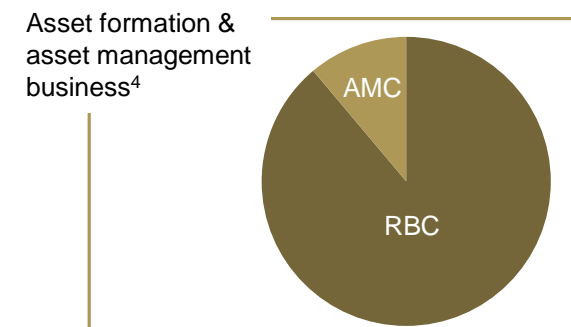 Asset formation &
asset management
business⁴
AMC
RBC